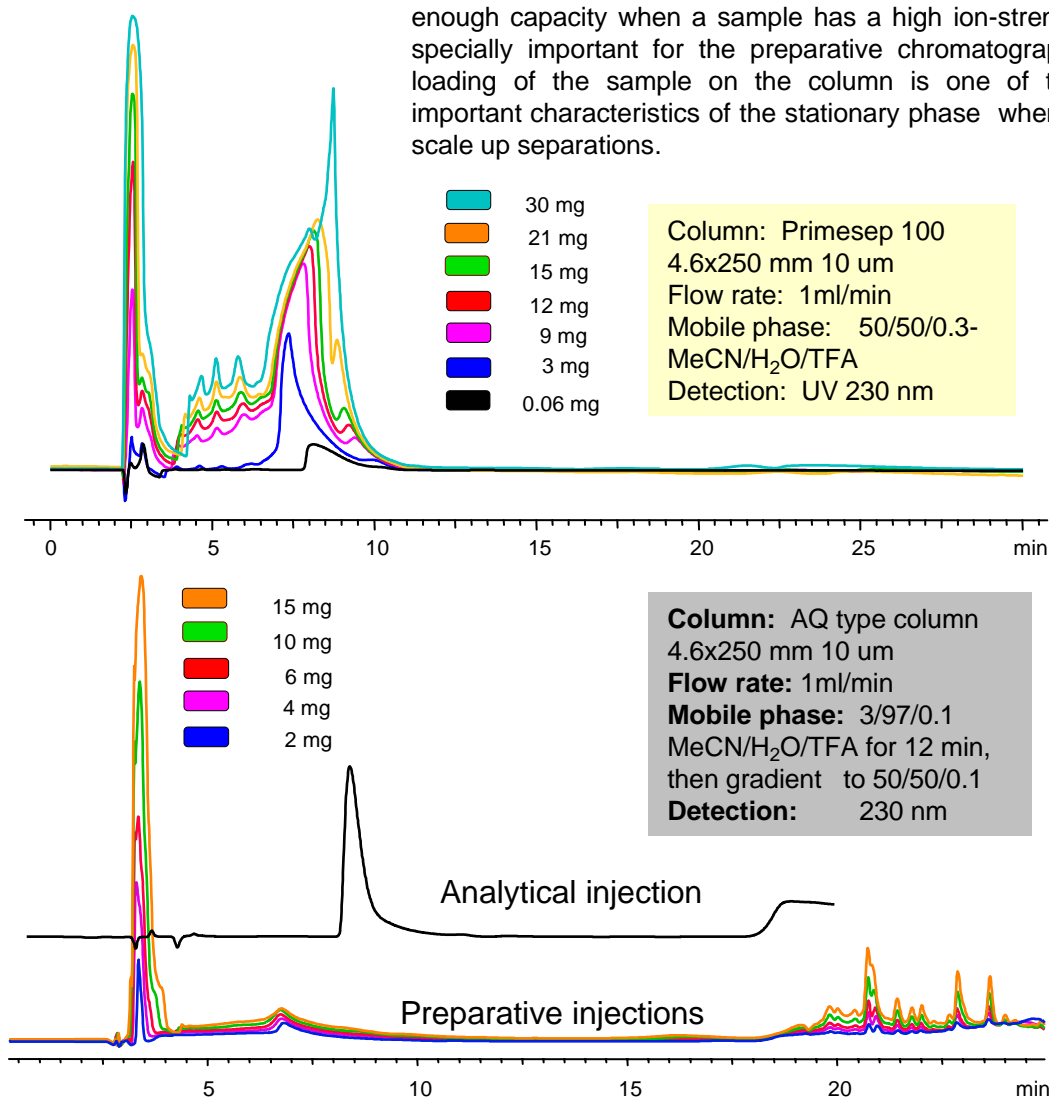 enough capacity when a sample has a high ion-stren
specially important for the preparative chromatograp
loading of the sample on the column is one of t
important characteristics of the stationary phase when
scale up separations.
30 mg
21 mg
15 mg
12 mg
9 mg
3 mg
0.06 mg
Column: Primesep 100
4.6x250 mm 10 um
Flow rate: 1ml/min
Mobile phase: 50/50/0.3-
MeCN/H₂O/TFA
Detection: UV 230 nm
0 5 10 15 20 25 min
15 mg
10 mg
6 mg
4 mg
2 mg
Column: AQ type column
4.6x250 mm 10 um
Flow rate: 1ml/min
Mobile phase: 3/97/0.1
MeCN/H₂O/TFA for 12 min,
then gradient to 50/50/0.1
Detection: 230 nm
Analytical injection
Preparative injections
5 10 15 20 min